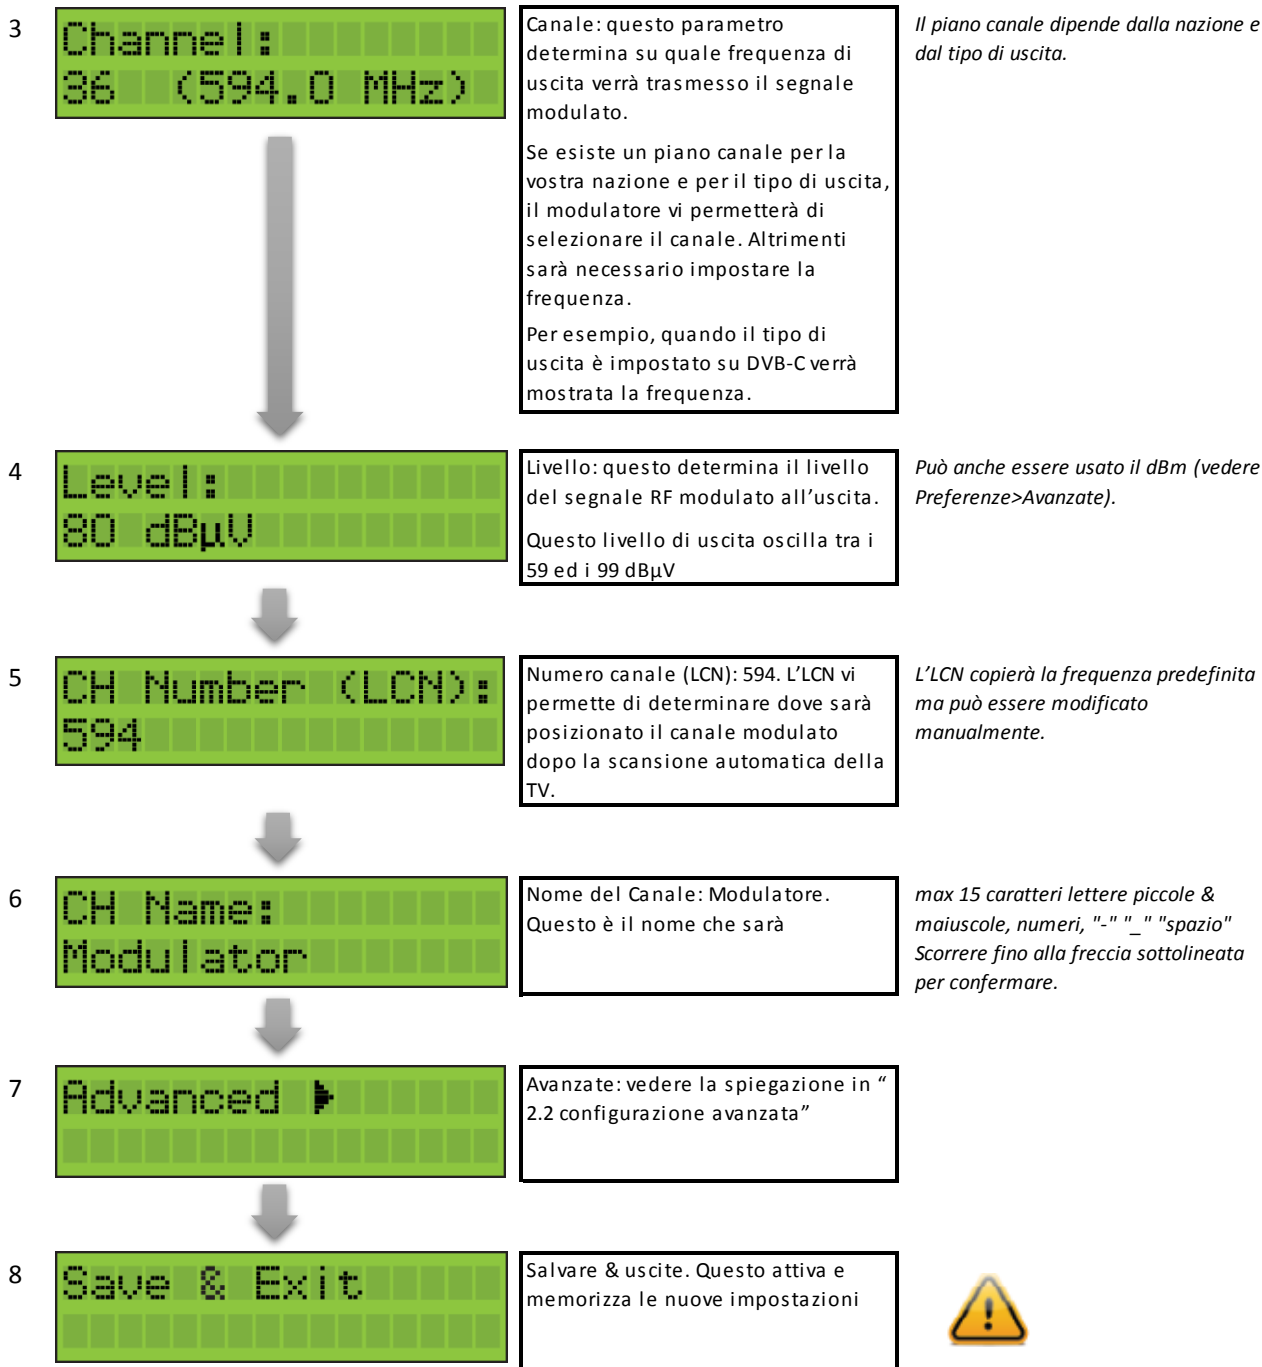 3
Channel:
36 (594.0 MHz)
Canale: questo parametro
determina su quale frequenza di
uscita verrà trasmesso il segnale
modulato.
Se esiste un piano canale per la
vostra nazione e per il tipo di uscita,
il modulatore vi permetterà di
selezionare il canale. Altrimenti
sarà necessario impostare la
frequenza.
Per esempio, quando il tipo di
uscita è impostato su DVB-C verrà
mostrata la frequenza.
Il piano canale dipende dalla nazione e
dal tipo di uscita.
4
Level:
80 dBµV
Livello: questo determina il livello
del segnale RF modulato all’uscita.
Questo livello di uscita oscilla tra i
59 ed i 99 dBµV
Può anche essere usato il dBm (vedere
Preferenze>Avanzate).
5
CH Number (LCN):
594
Numero canale (LCN): 594. L’LCN vi
permette di determinare dove sarà
posizionato il canale modulato
dopo la scansione automatica della
TV.
L’LCN copierà la frequenza predefinita
ma può essere modificato
manualmente.
6
CH Name:
Modulator
Nome del Canale: Modulatore.
Questo è il nome che sarà
max 15 caratteri lettere piccole &
maiuscole, numeri, "-" "_" "spazio"
Scorrere fino alla freccia sottolineata
per confermare.
7
Advanced
Avanzate: vedere la spiegazione in “
2.2 configurazione avanzata”
8
Save & Exit
Salvare & uscite. Questo attiva e
memorizza le nuove impostazioni